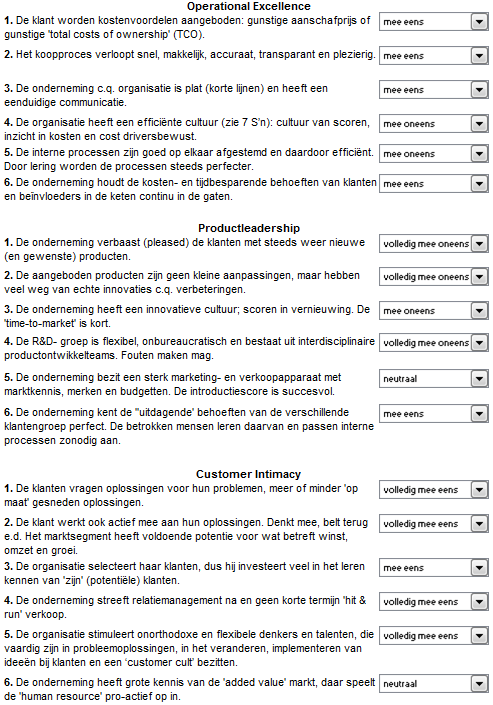 Operational Excellence
1. De klant worden kostenvoordelen aangeboden: gunstige aanschafprijs of mee eens
gunstige 'total costs of ownership' (TCO).
2. Het koopproces verloopt snel, makkelijk, accuraat, transparant en plezierig. mee eens
3. De onderneming c.q. organisatie is plat (korte lijnen) en heeft een mee eens
eenduidige communicatie.
4. De organisatie heeft een efficiënte cultuur (zie 7 S'n): cultuur van scoren, mee oneens
inzicht in kosten en cost driversbewust.
5. De interne processen zijn goed op elkaar afgestemd en daardoor efficiënt. mee oneens
Door lering worden de processen steeds perfecter.
6. De onderneming houdt de kosten- en tijdbesparende behoeften van klanten mee eens
en beïnvloeders in de keten continu in de gaten.
Productleadership
1. De onderneming verbaast (pleased) de klanten met steeds weer nieuwe volledig mee oneens
(en gewenste) producten.
2. De aangeboden producten zijn geen kleine aanpassingen, maar hebben volledig mee oneens
veel weg van echte innovaties c.q. verbeteringen.
3. De onderneming heeft een innovatieve cultuur; scoren in vernieuwing. De mee oneens
'time-to-market' is kort.
4. De R&D- groep is flexibel, onbureaucratisch en bestaat uit interdisciplinaire volledig mee oneens
productontwikkelteams. Fouten maken mag.
5. De onderneming bezit een sterk marketing- en verkoopapparaat met neutraal
marktkennis, merken en budgetten. De introductiescore is succesvol.
6. De onderneming kent de "uitdagende' behoeften van de verschillende mee eens
klantengroep perfect. De betrokken mensen leren daarvan en passen interne
processen zonodig aan.
Customer Intimacy
1. De klanten vragen oplossingen voor hun problemen, meer of minder 'op volledig mee eens
maat' gesneden oplossingen.
2. De klant werkt ook actief mee aan hun oplossingen. Denkt mee, belt terug volledig mee eens
e.d. Het marktsegment heeft voldoende potentie voor wat betreft winst,
omzet en groei.
3. De organisatie selecteert haar klanten, dus hij investeert veel in het leren mee eens
kennen van 'zijn' (potentiële) klanten.
4. De onderneming streeft relatiemanagement na en geen korte termijn 'hit & volledig mee eens
run' verkoop.
5. De organisatie stimuleert onorthodoxe en flexibele denkers en talenten, die volledig mee eens
vaardig zijn in probleemoplossingen, in het veranderen, implementeren van
ideeën bij klanten en een 'customer cult' bezitten.
6. De onderneming heeft grote kennis van de 'added value' markt, daar speelt neutraal
de 'human resource' pro-actief op in.